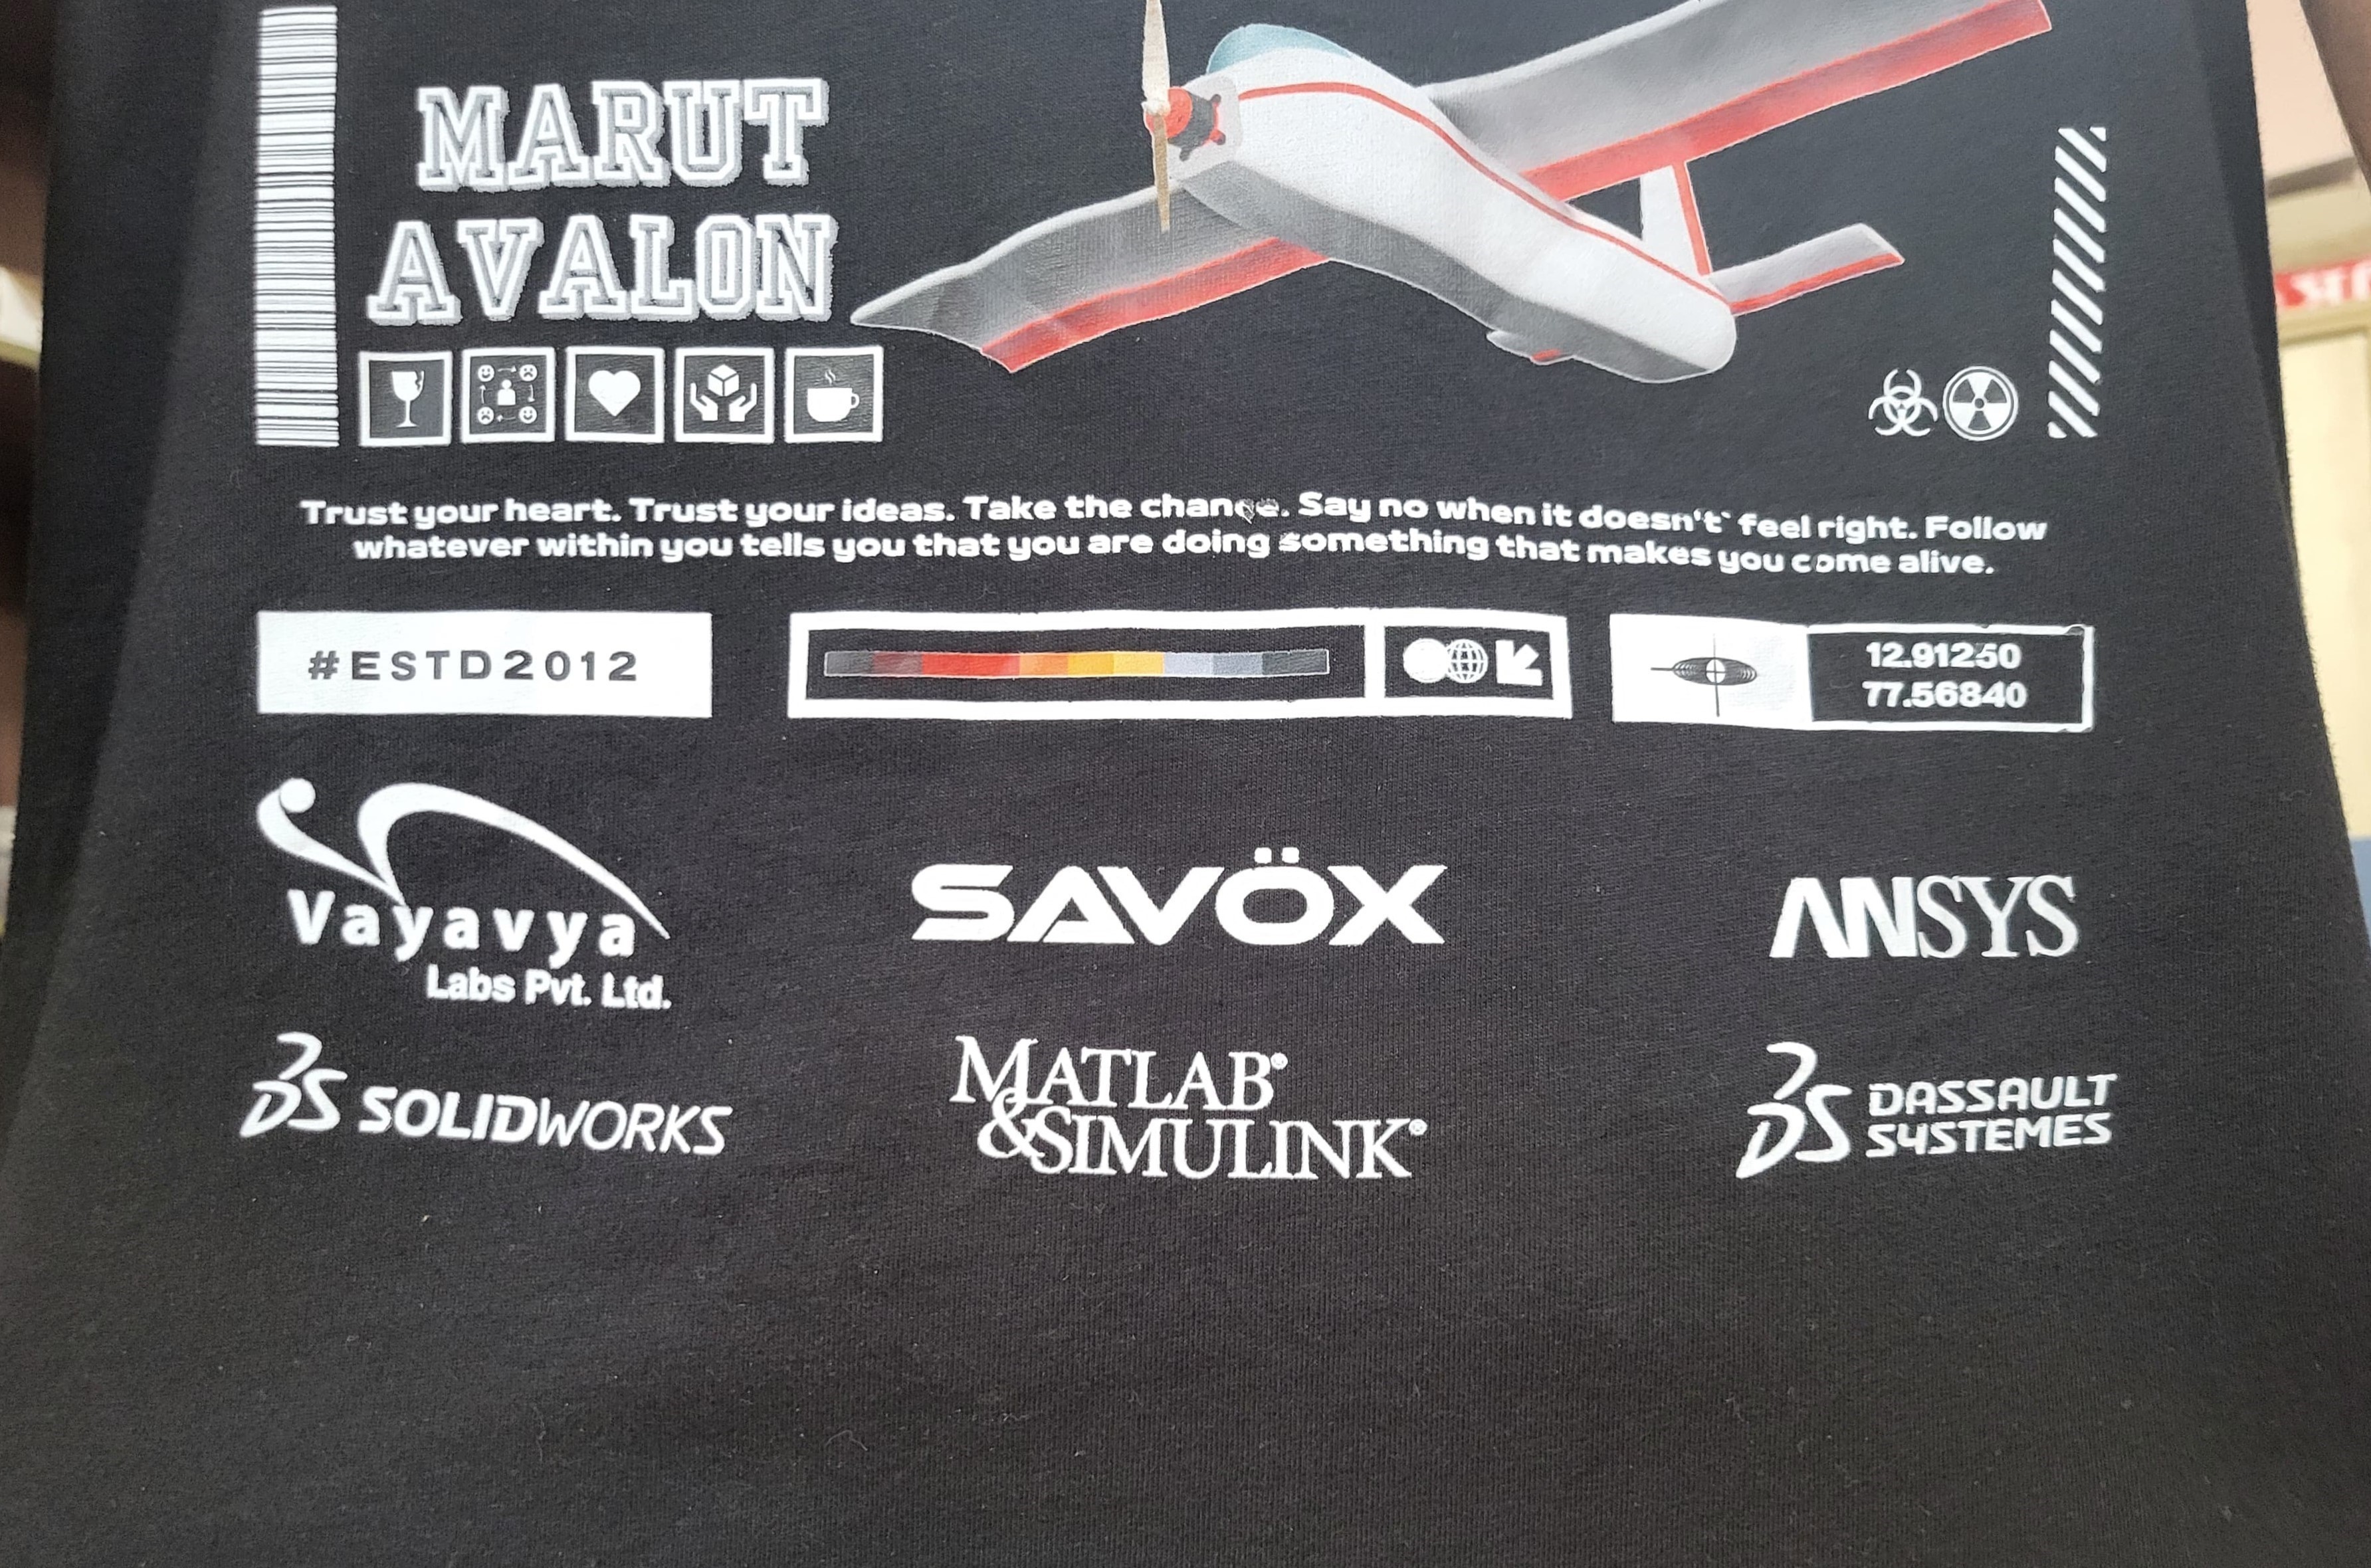 MARUT
AVALON
Trust your heart. Trust your ideas. Take the chance. Say no when it doesn't feel right. Follow
whatever within you tells you that you are doing something that makes you come alive.
#ESTD2012
12.91250
77.56840
Vayavya
Labs Pvt. Ltd.
SAVÖX
ANSYS
3DS SOLIDWORKS
MATLAB®
&SIMULINK®
3DS DASSAULT
SYSTEMES